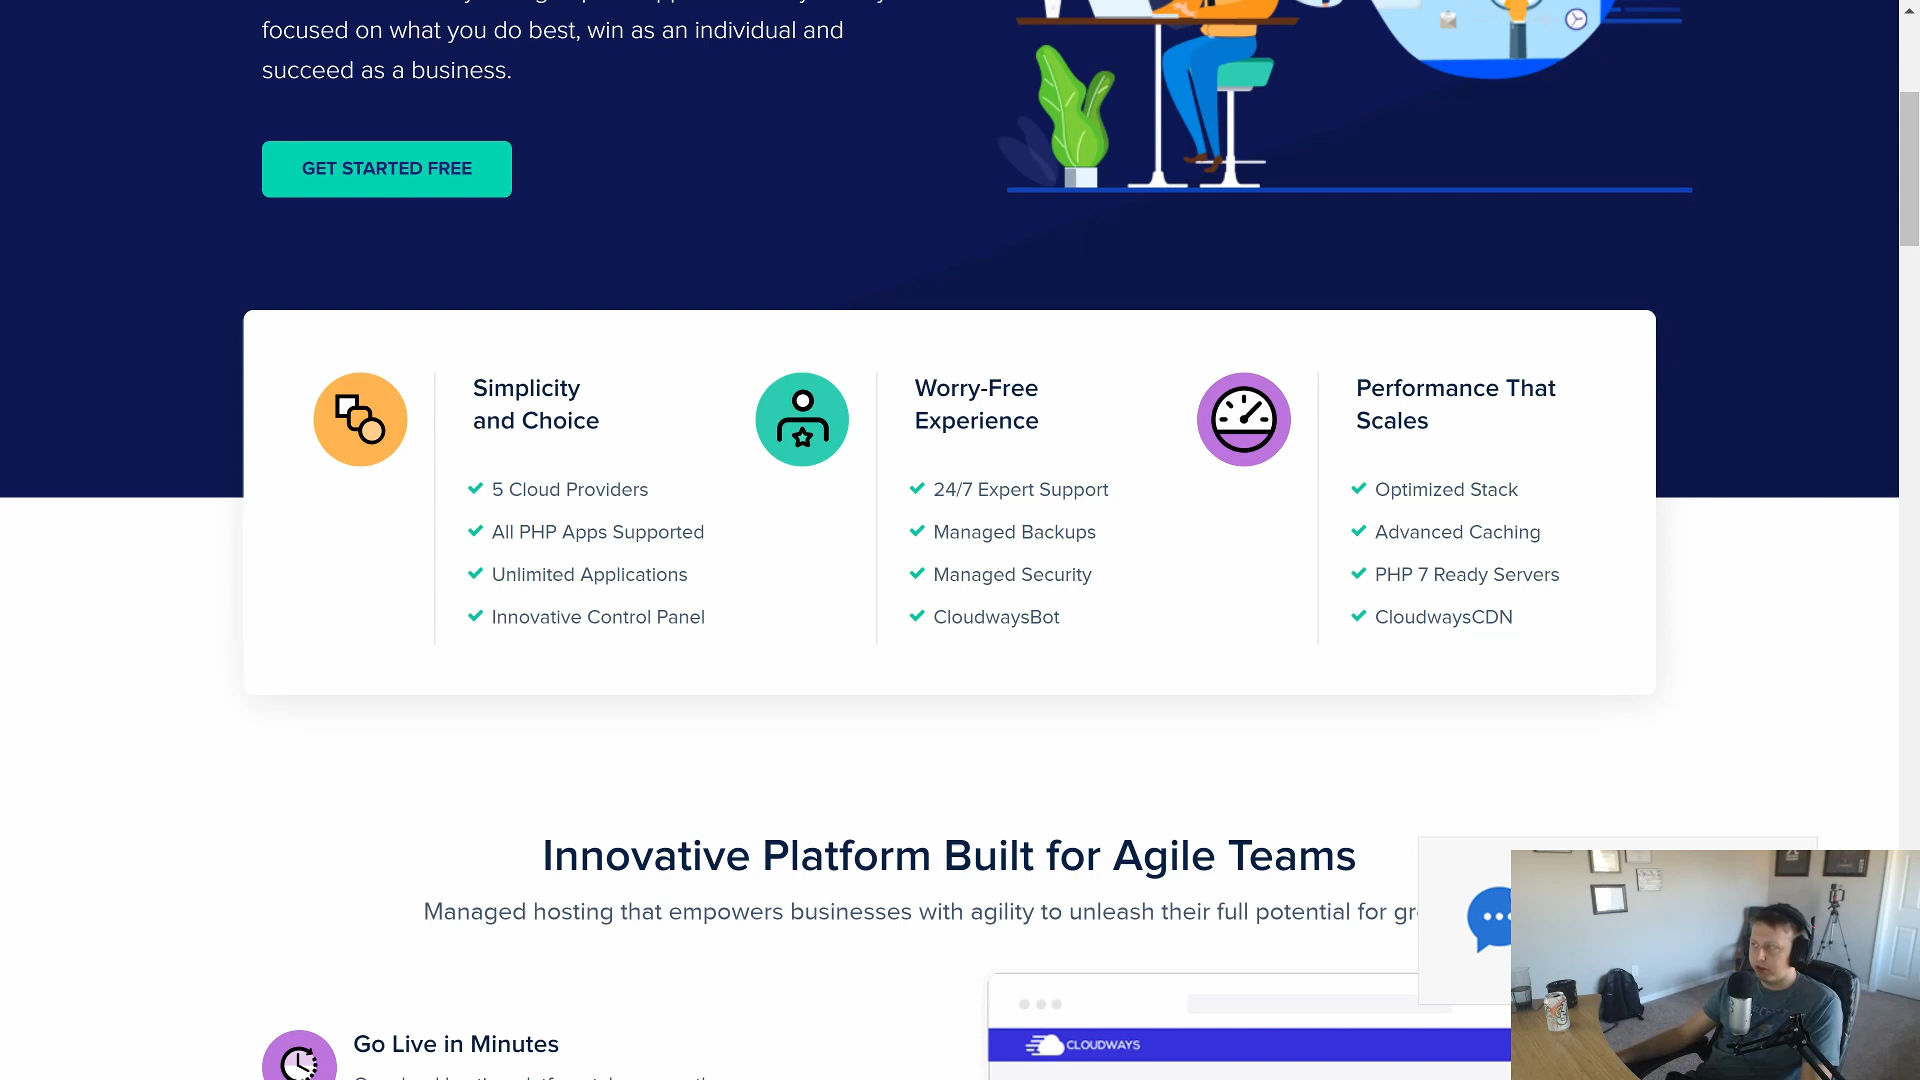 focused on what you do best, win as an individual and
succeed as a business.
GET STARTED FREE
Simplicity
and Choice
5 Cloud Providers
All PHP Apps Supported
Unlimited Applications
Innovative Control Panel
Worry-Free
Experience
24/7 Expert Support
Managed Backups
Managed Security
CloudwaysBot
Performance That
Scales
Optimized Stack
Advanced Caching
PHP 7 Ready Servers
CloudwaysCDN
Innovative Platform Built for Agile Teams
Managed hosting that empowers businesses with agility to unleash their full potential for
Go Live in Minutes
CLOUDWAYS